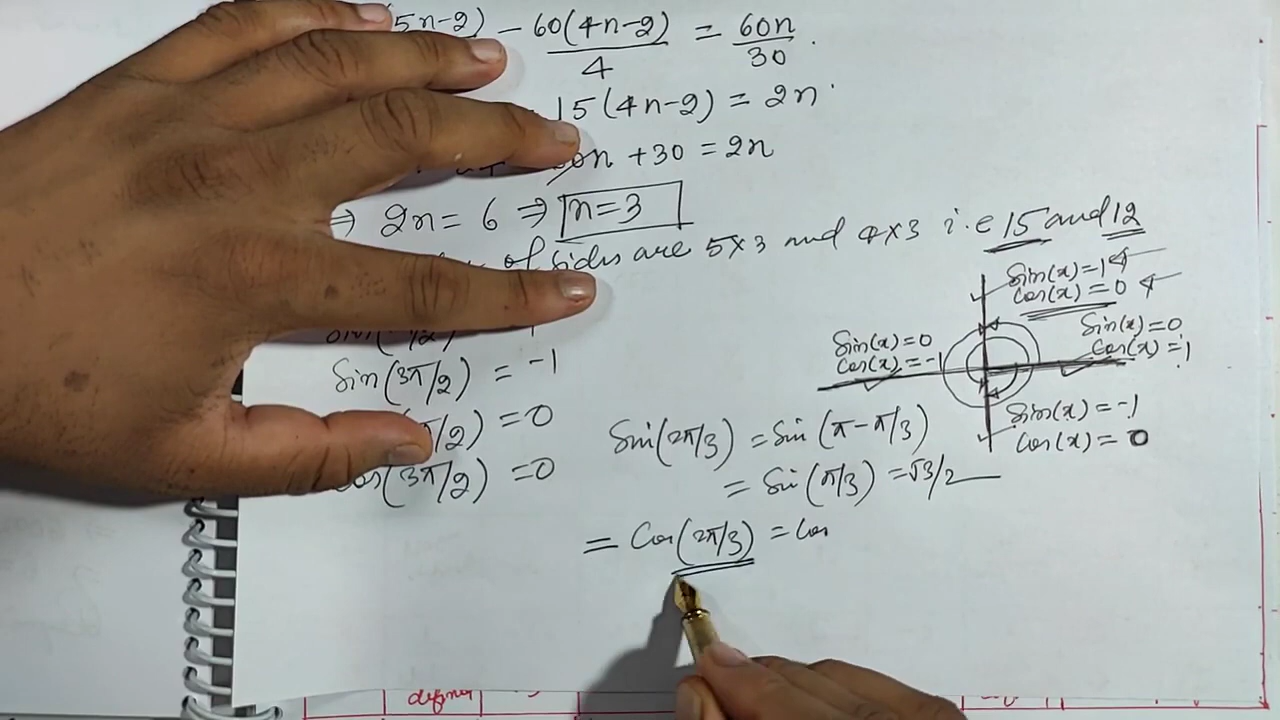 5n-2) - 60(4n-2)/4 = 60n/30.
15(4n-2) = 2n.
+30 = 2n
⇒ 2n = 6 ⇒ n=3
of sides are 5×3 and 4×3 i.e 15 and 12
Sin(x)=1
Cos(x)=0
Sin(x)=0
Cos(x)=-1
Sin(x)=0
Cos(x)=1
Sin(x)=-1
Cos(x)=0
Sin(3π/2) = -1
π/2) = 0
Cos(3π/2) = 0
Sin(2π/3) = Sin(π-π/3)
= Sin(π/3) = √3/2
= Cos(2π/3) = Cos